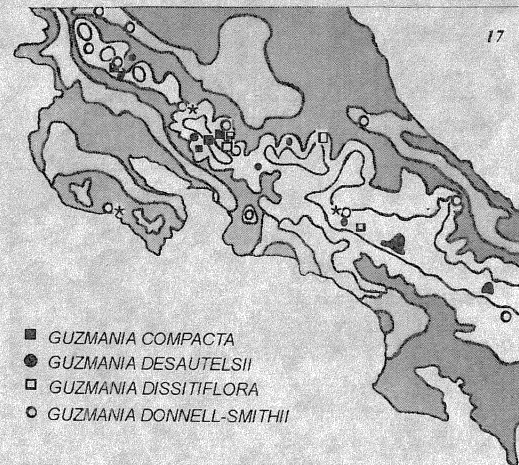 17
GUZMANIA COMPACTA
GUZMANIA DESAUTELSII
GUZMANIA DISSITIFLORA
GUZMANIA DONNELL-SMITHII